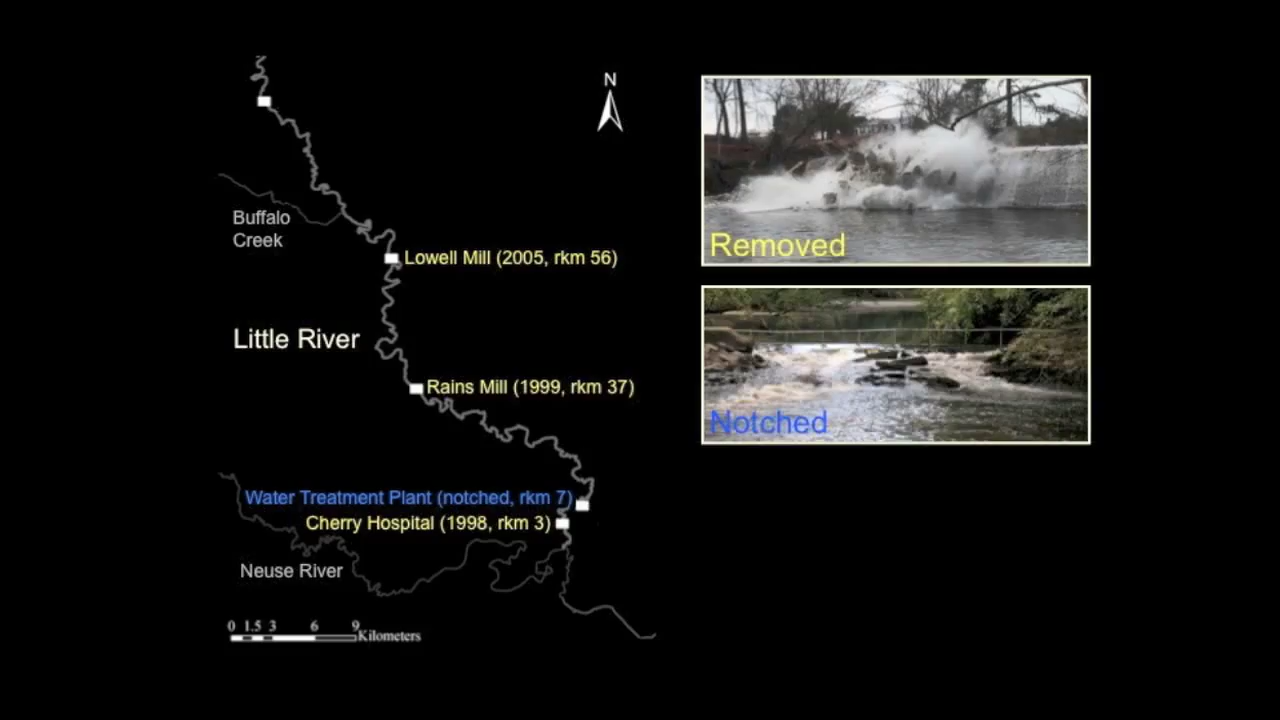 N
Buffalo
Creek
Lowell Mill (2005, rkm 56)
Little River
Rains Mill (1999, rkm 37)
Water Treatment Plant (notched, rkm 7)
Cherry Hospital (1998, rkm 3)
Neuse River
0 1.5 3 6 9
Kilometers
Removed
Notched